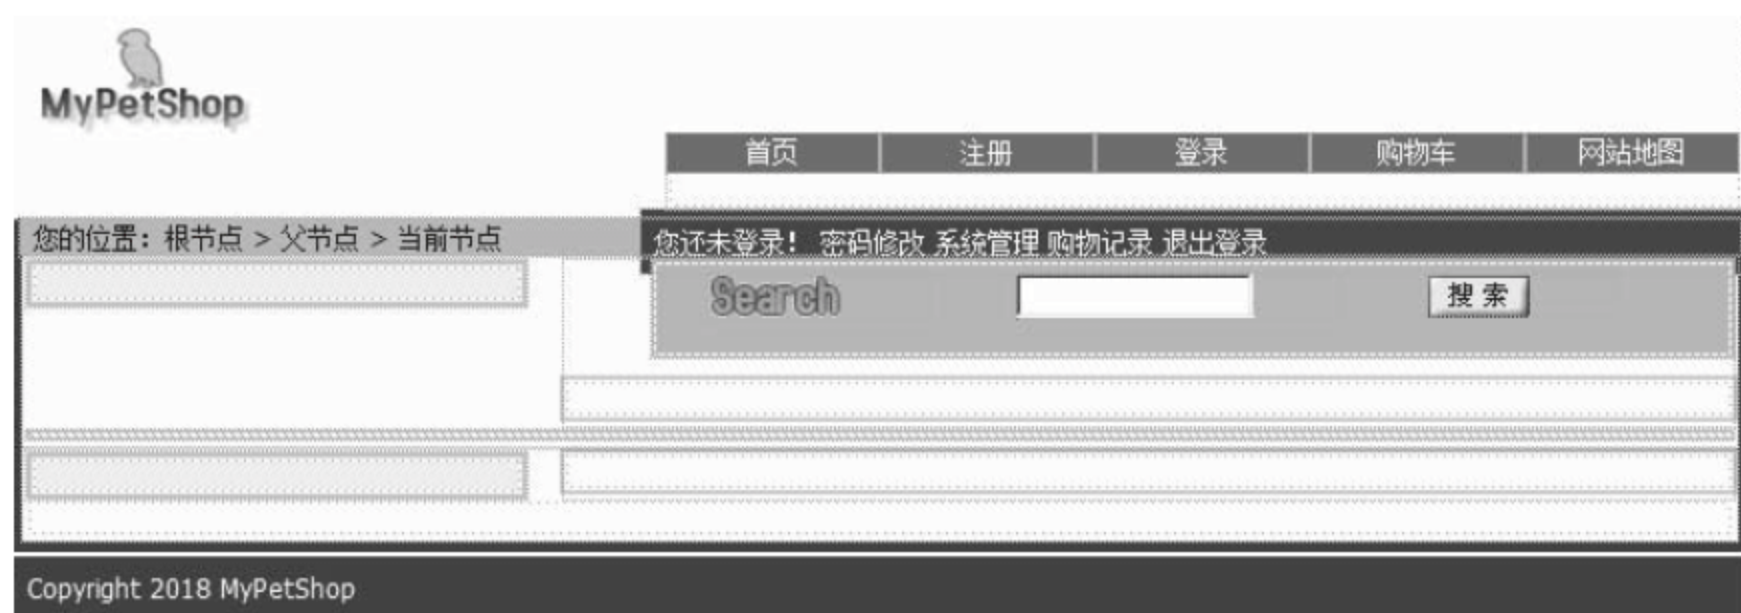 MyPetShop
首页 注册 登录 购物车 网站地图
您的位置：根节点 > 父节点 > 当前节点
您还未登录！ 密码修改 系统管理 购物记录 退出登录
Search 搜 索
Copyright 2018 MyPetShop